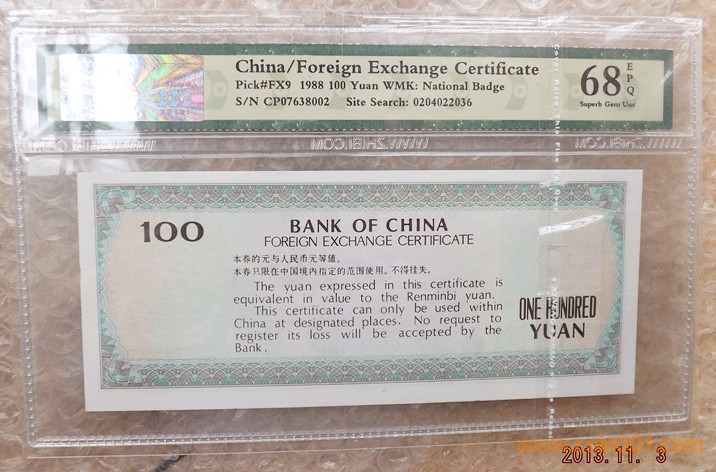 China/Foreign Exchange Certificate
Pick#FX9 1988 100 Yuan WMK: National Badge
S/N CP07638002 Site Search: 0204022036
68 EPQ
Superb Gem Unc
100
BANK OF CHINA
FOREIGN EXCHANGE CERTIFICATE
本券的元与人民币元等值。
本券只限在中国境内指定的范围使用。不得挂失。
The yuan expressed in this certificate is
equivalent in value to the Renminbi yuan.
This certificate can only be used within
China at designated places. No request to
register its loss will be accepted by the
Bank.
ONE HUNDRED
YUAN
2013.11. 3